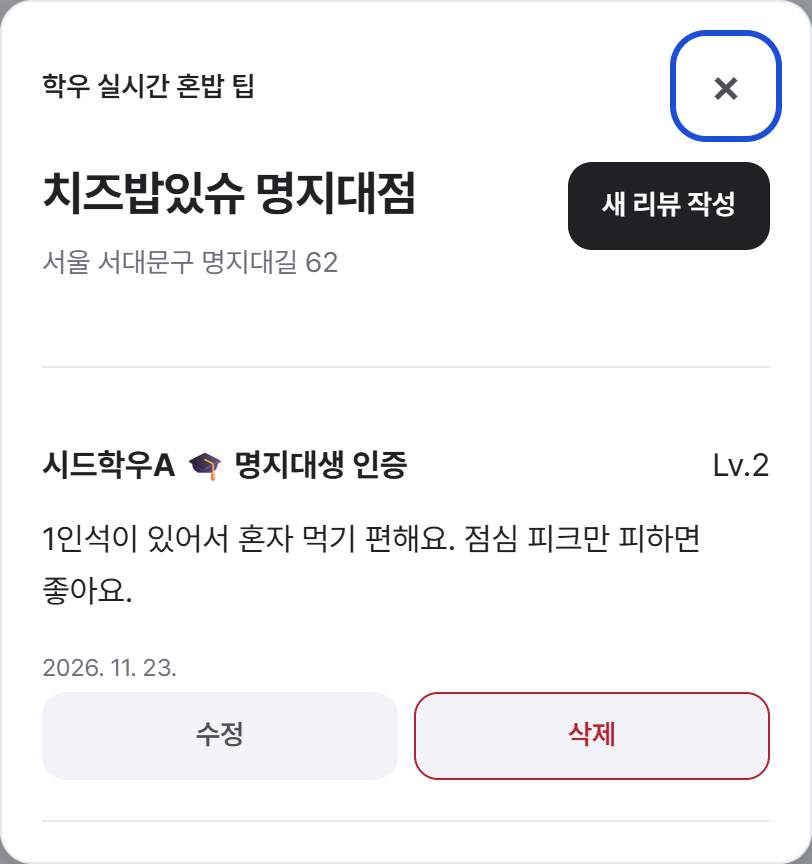 학우 실시간 혼밥 팁
×
치즈밥있슈 명지대점
새 리뷰 작성
서울 서대문구 명지대길 62
시드학우A 🎓 명지대생 인증
Lv.2
1인석이 있어서 혼자 먹기 편해요. 점심 피크만 피하면
좋아요.
2026. 11. 23.
수정
삭제